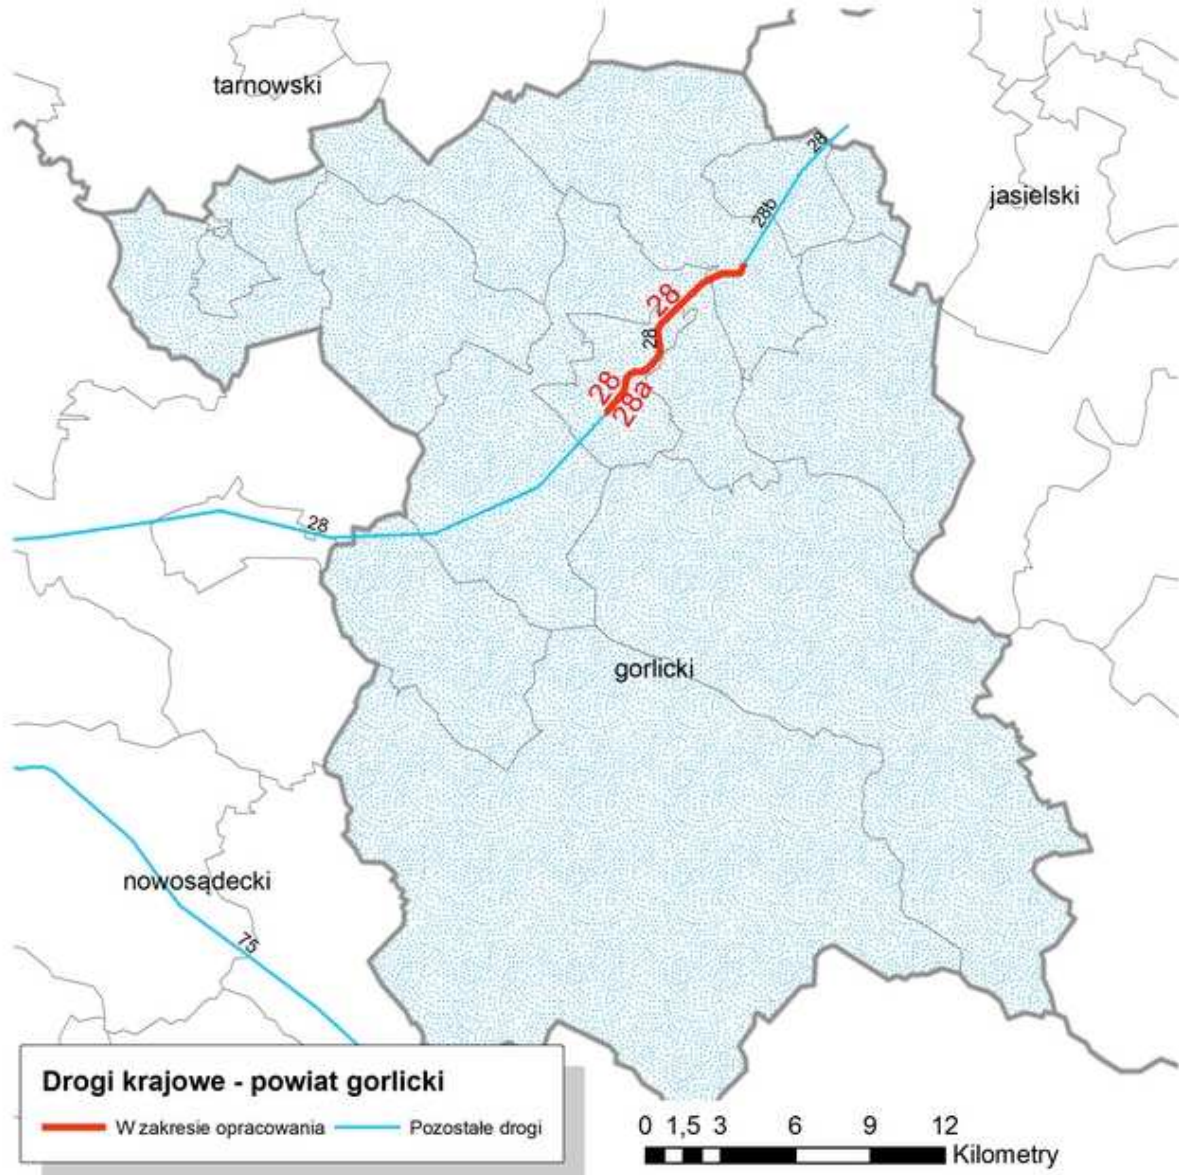 tarnowski
28
jasielski
28b
28
28
28
28a
28
gorlicki
nowosądecki
75
Drogi krajowe - powiat gorlicki
W zakresie opracowania Pozostałe drogi
0 1,5 3 6 9 12
Kilometry